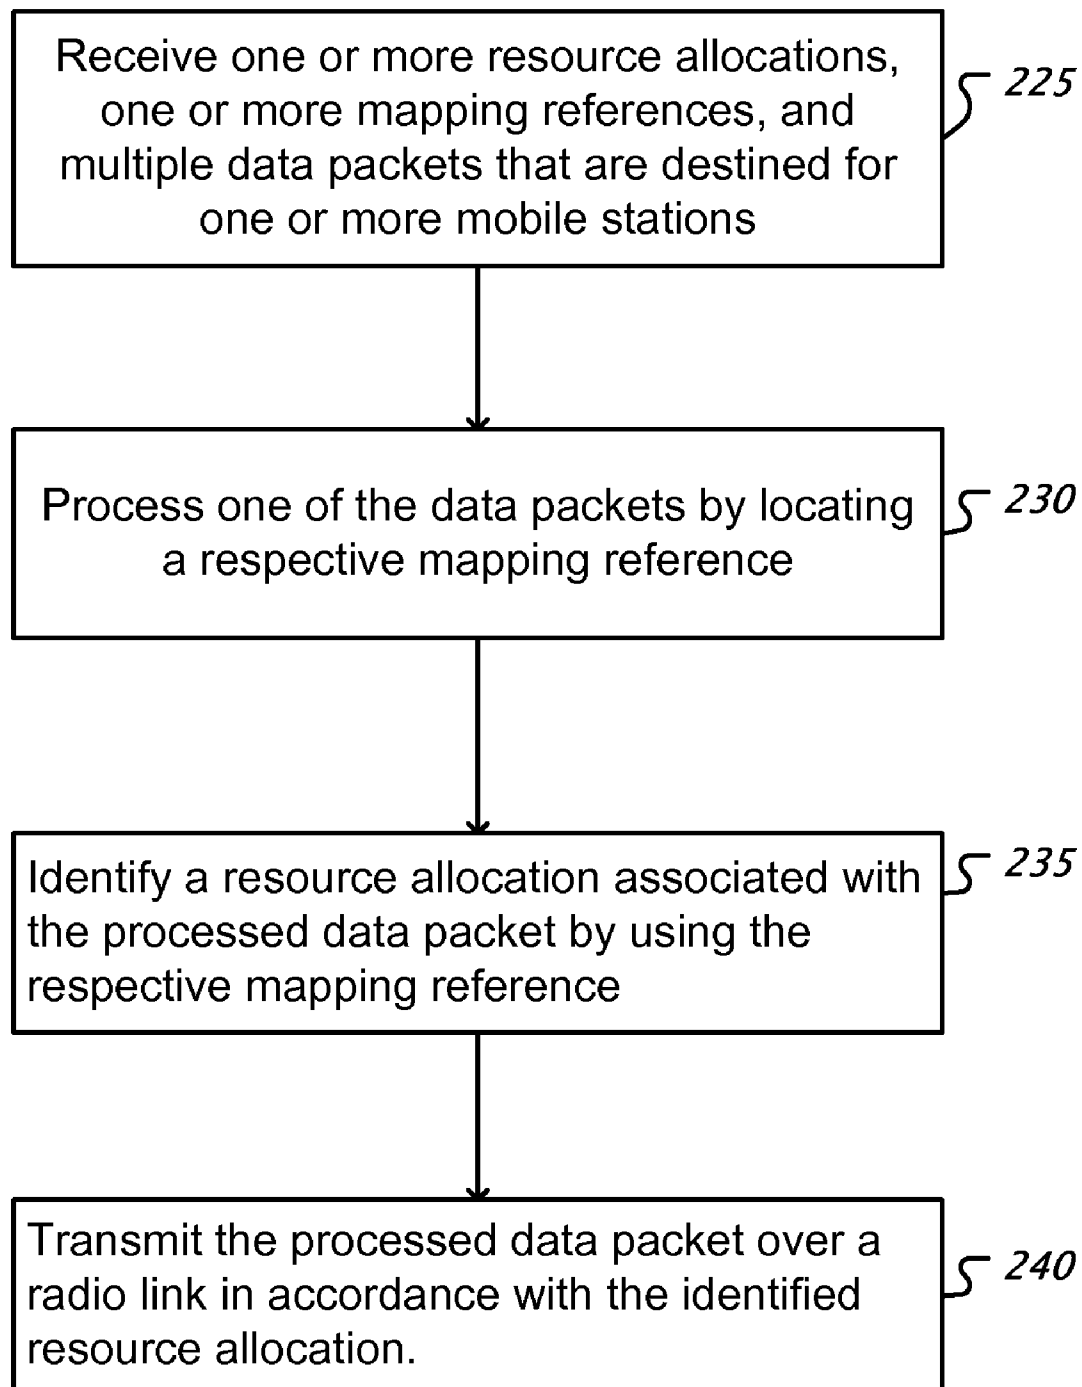 Receive one or more resource allocations,
one or more mapping references, and
multiple data packets that are destined for
one or more mobile stations
225
Process one of the data packets by locating
a respective mapping reference
230
Identify a resource allocation associated with
the processed data packet by using the
respective mapping reference
235
Transmit the processed data packet over a
radio link in accordance with the identified
resource allocation.
240